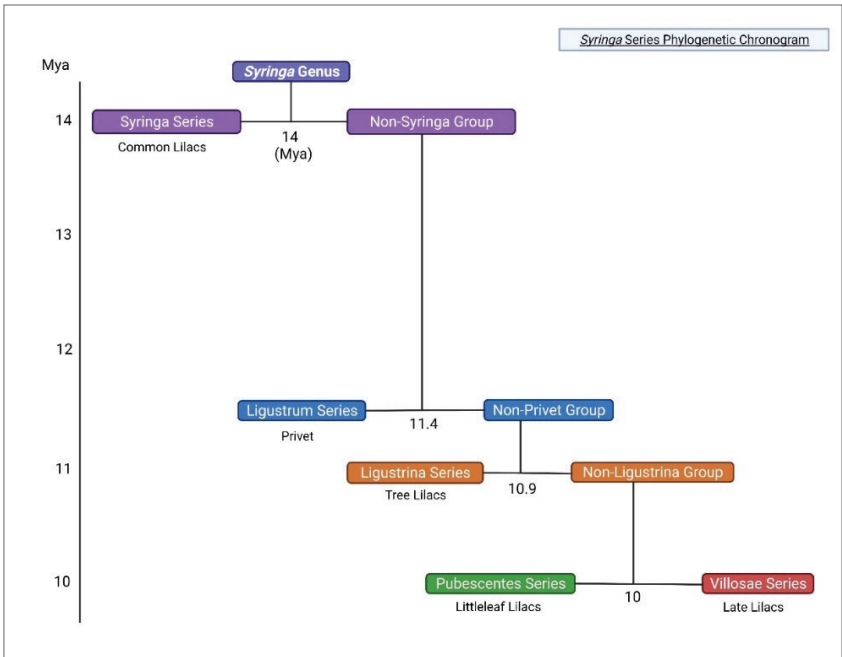 Syringa Series Phylogenetic Chronogram
Mya
Syringa Genus
14
Syringa Series
Non-Syringa Group
Common Lilacs
14
(Mya)
13
12
Ligustrum Series
Non-Privet Group
Privet
11.4
11
Ligustrina Series
Non-Ligustrina Group
Tree Lilacs
10.9
10
Pubescentes Series
Villosae Series
Littleleaf Lilacs
10
Late Lilacs